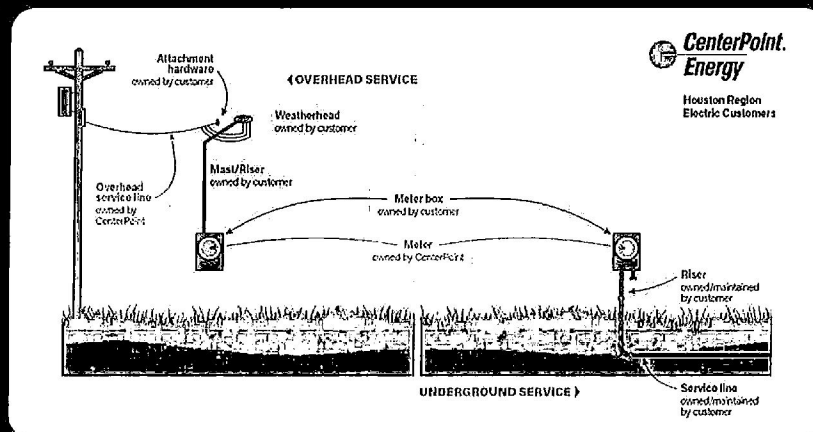 CenterPoint.
Energy
Houston Region
Electric Customers
Attachment
hardware
owned by customer
OVERHEAD SERVICE
Weatherhead
owned by customer
Mast/Riser
owned by customer
Overhead
service line
owned by
CenterPoint
Meter box
owned by customer
Meter
owned by CenterPoint
Riser
owned/maintained
by customer
UNDERGROUND SERVICE
Service line
owned/maintained
by customer